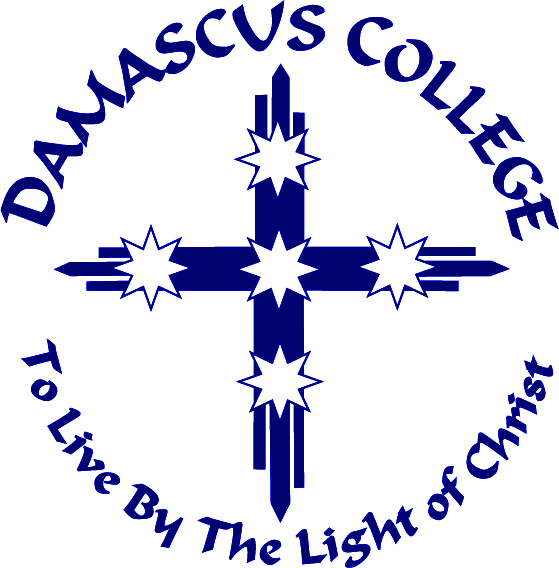 DAMASCUS COLLEGE
To Live By The Light of Christ